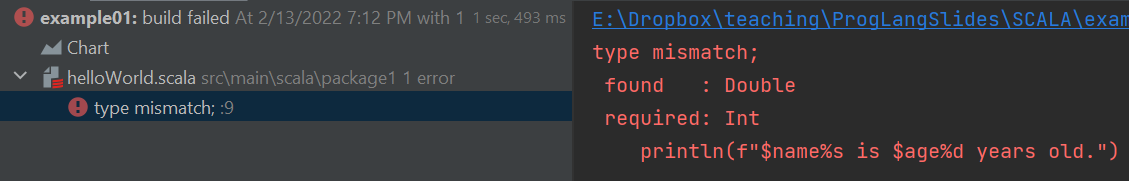 example01: build failed At 2/13/2022 7:12 PM with 1 1 sec, 493 ms
Chart
helloWorld.scala src\main\scala\package1 1 error
type mismatch; :9
E:\Dropbox\teaching\ProgLangSlides\SCALA\exam
type mismatch;
found   : Double
required: Int
println(f"$name%s is $age%d years old.")